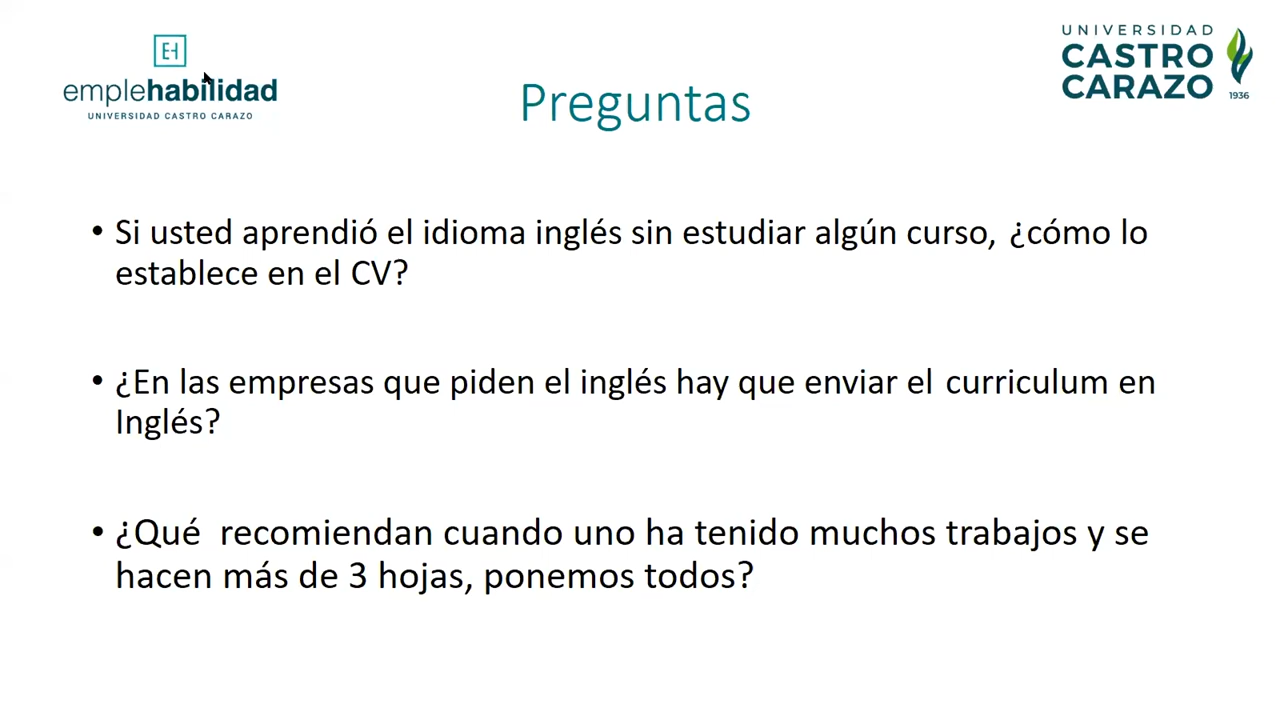 EH
emplehabilidad
UNIVERSIDAD CASTRO CARAZO
UNIVERSIDAD
CASTRO
CARAZO
1936
Preguntas
• Si usted aprendió el idioma inglés sin estudiar algún curso, ¿cómo lo
establece en el CV?
• ¿En las empresas que piden el inglés hay que enviar el curriculum en
Inglés?
• ¿Qué recomiendan cuando uno ha tenido muchos trabajos y se
hacen más de 3 hojas, ponemos todos?